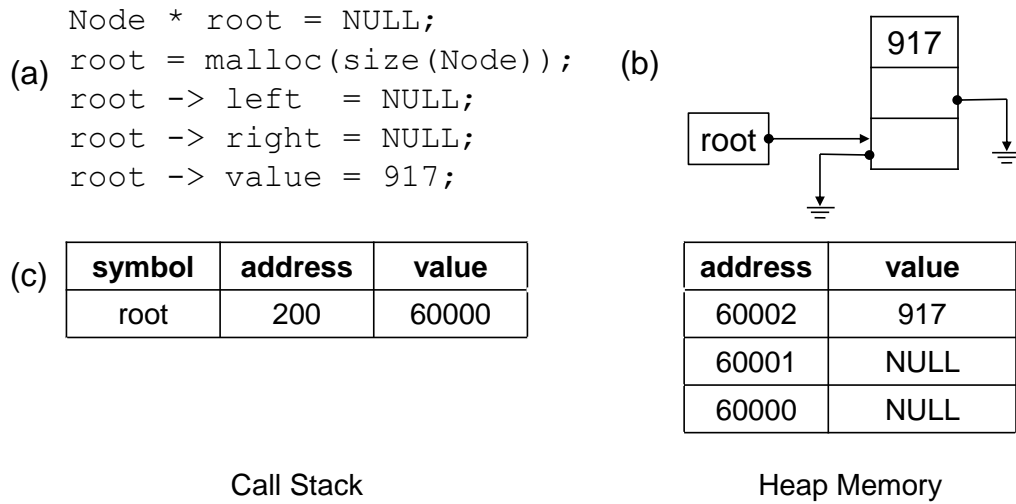 (a)
Node * root = NULL;
root = malloc(size(Node));
root -> left  = NULL;
root -> right = NULL;
root -> value = 917;
(b)
917
root
(c)
symbol address value
root 200 60000
address value
60002 917
60001 NULL
60000 NULL
Call Stack
Heap Memory